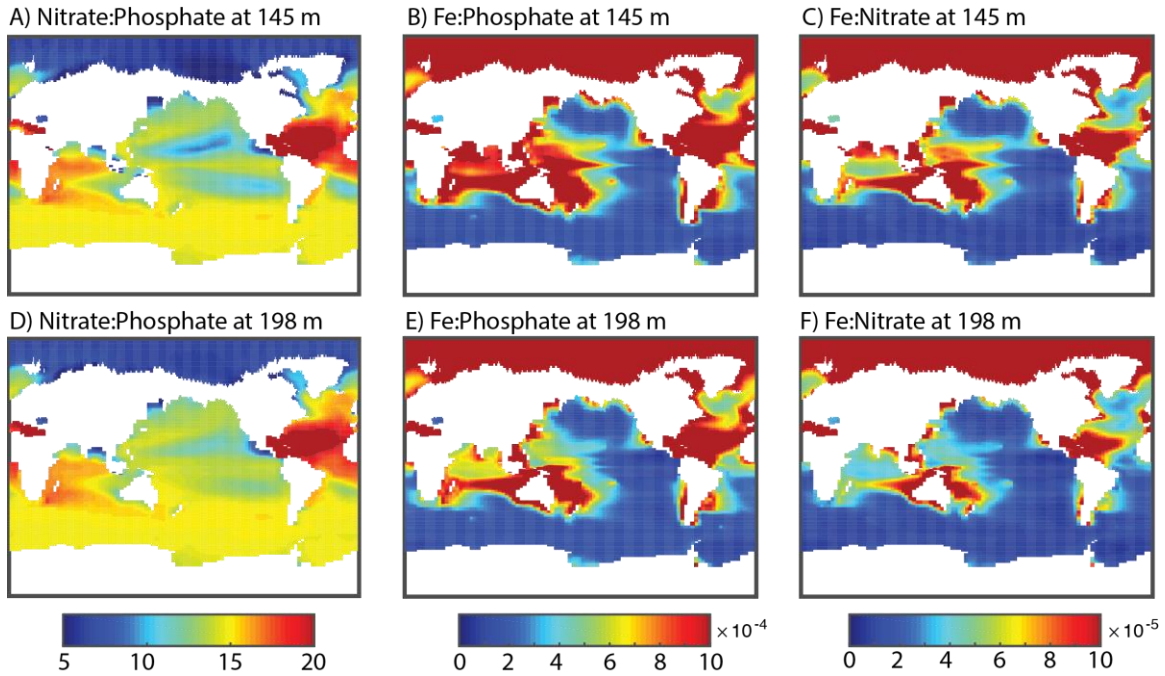 A) Nitrate:Phosphate at 145 m
B) Fe:Phosphate at 145 m
C) Fe:Nitrate at 145 m
D) Nitrate:Phosphate at 198 m
E) Fe:Phosphate at 198 m
F) Fe:Nitrate at 198 m
5 10 15 20
0 2 4 6 8 10 × 10⁻⁴
0 2 4 6 8 10 × 10⁻⁵